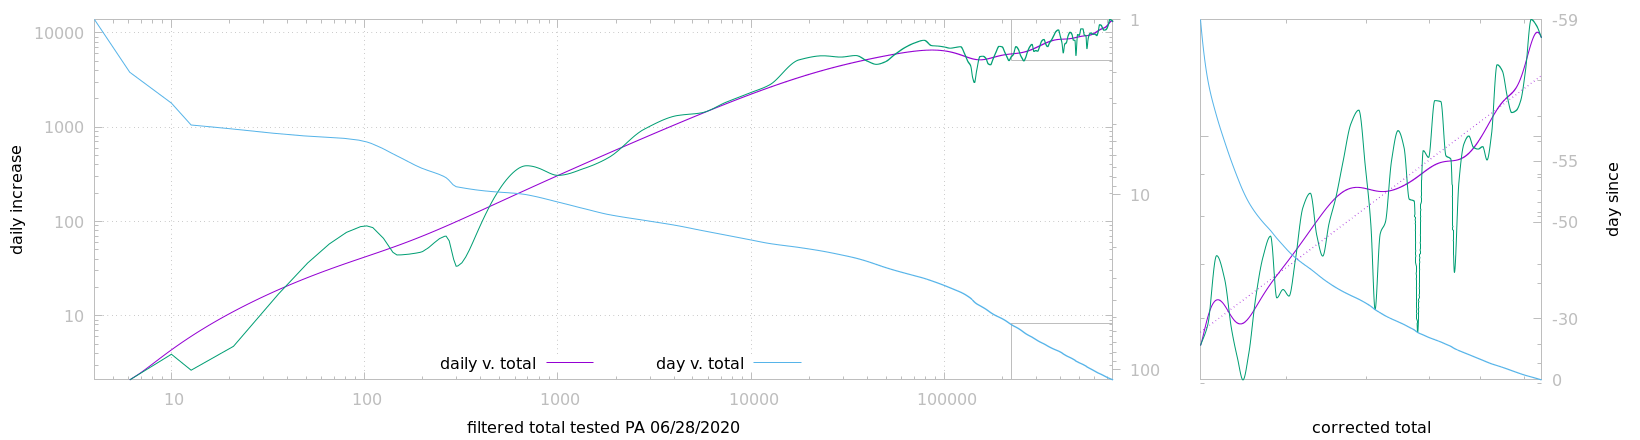 daily increase
10000
1000
100
10
daily v. total
day v. total
10
100
1000
10000
100000
filtered total tested PA 06/28/2020
1
10
100
-59
-55
-50
-30
0
day since
corrected total